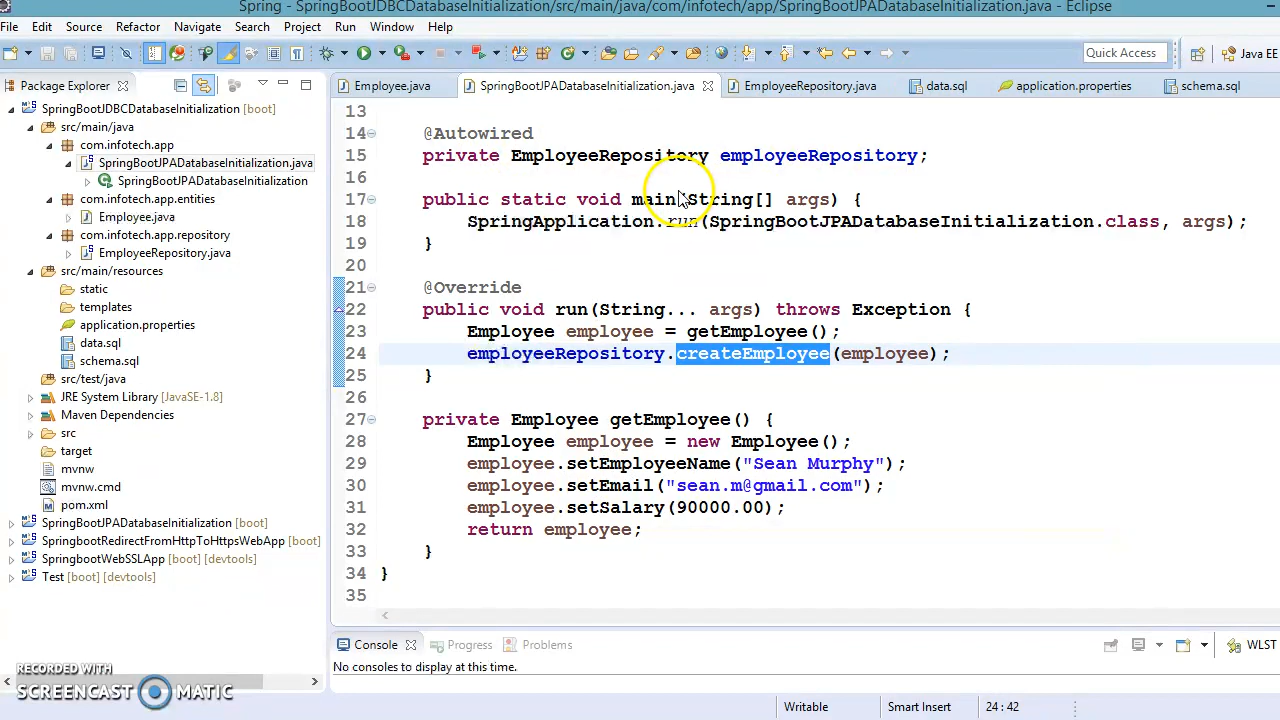 Spring - SpringBootJDBCDatabaseInitialization/src/main/java/com/infotech/app/SpringBootJPADatabaseInitialization.java - Eclipse
File Edit Source Refactor Navigate Search Project Run Window Help
Quick Access
Java EE
Package Explorer
SpringBootJDBCDatabaseInitialization [boot]
src/main/java
com.infotech.app
SpringBootJPADatabaseInitialization.java
SpringBootJPADatabaseInitialization
com.infotech.app.entities
Employee.java
com.infotech.app.repository
EmployeeRepository.java
src/main/resources
static
templates
application.properties
data.sql
schema.sql
src/test/java
JRE System Library [JavaSE-1.8]
Maven Dependencies
src
target
mvnw
mvnw.cmd
pom.xml
SpringBootJPADatabaseInitialization [boot]
SpringbootRedirectFromHttpToHttpsWebApp [boot]
SpringbootWebSSLApp [boot] [devtools]
Test [boot] [devtools]
Employee.java SpringBootJPADatabaseInitialization.java EmployeeRepository.java data.sql application.properties schema.sql
13
14 @Autowired
15 private EmployeeRepository employeeRepository;
16
17 public static void main(String[] args) {
18 SpringApplication.run(SpringBootJPADatabaseInitialization.class, args);
19 }
20
21 @Override
22 public void run(String... args) throws Exception {
23 Employee employee = getEmployee();
24 employeeRepository.createEmployee(employee);
25 }
26
27 private Employee getEmployee() {
28 Employee employee = new Employee();
29 employee.setEmployeeName("Sean Murphy");
30 employee.setEmail("sean.m@gmail.com");
31 employee.setSalary(90000.00);
32 return employee;
33 }
34 }
35
Console Progress Problems
WLST
No consoles to display at this time.
RECORDED WITH
SCREENCAST MATIC
Writable Smart Insert 24 : 42